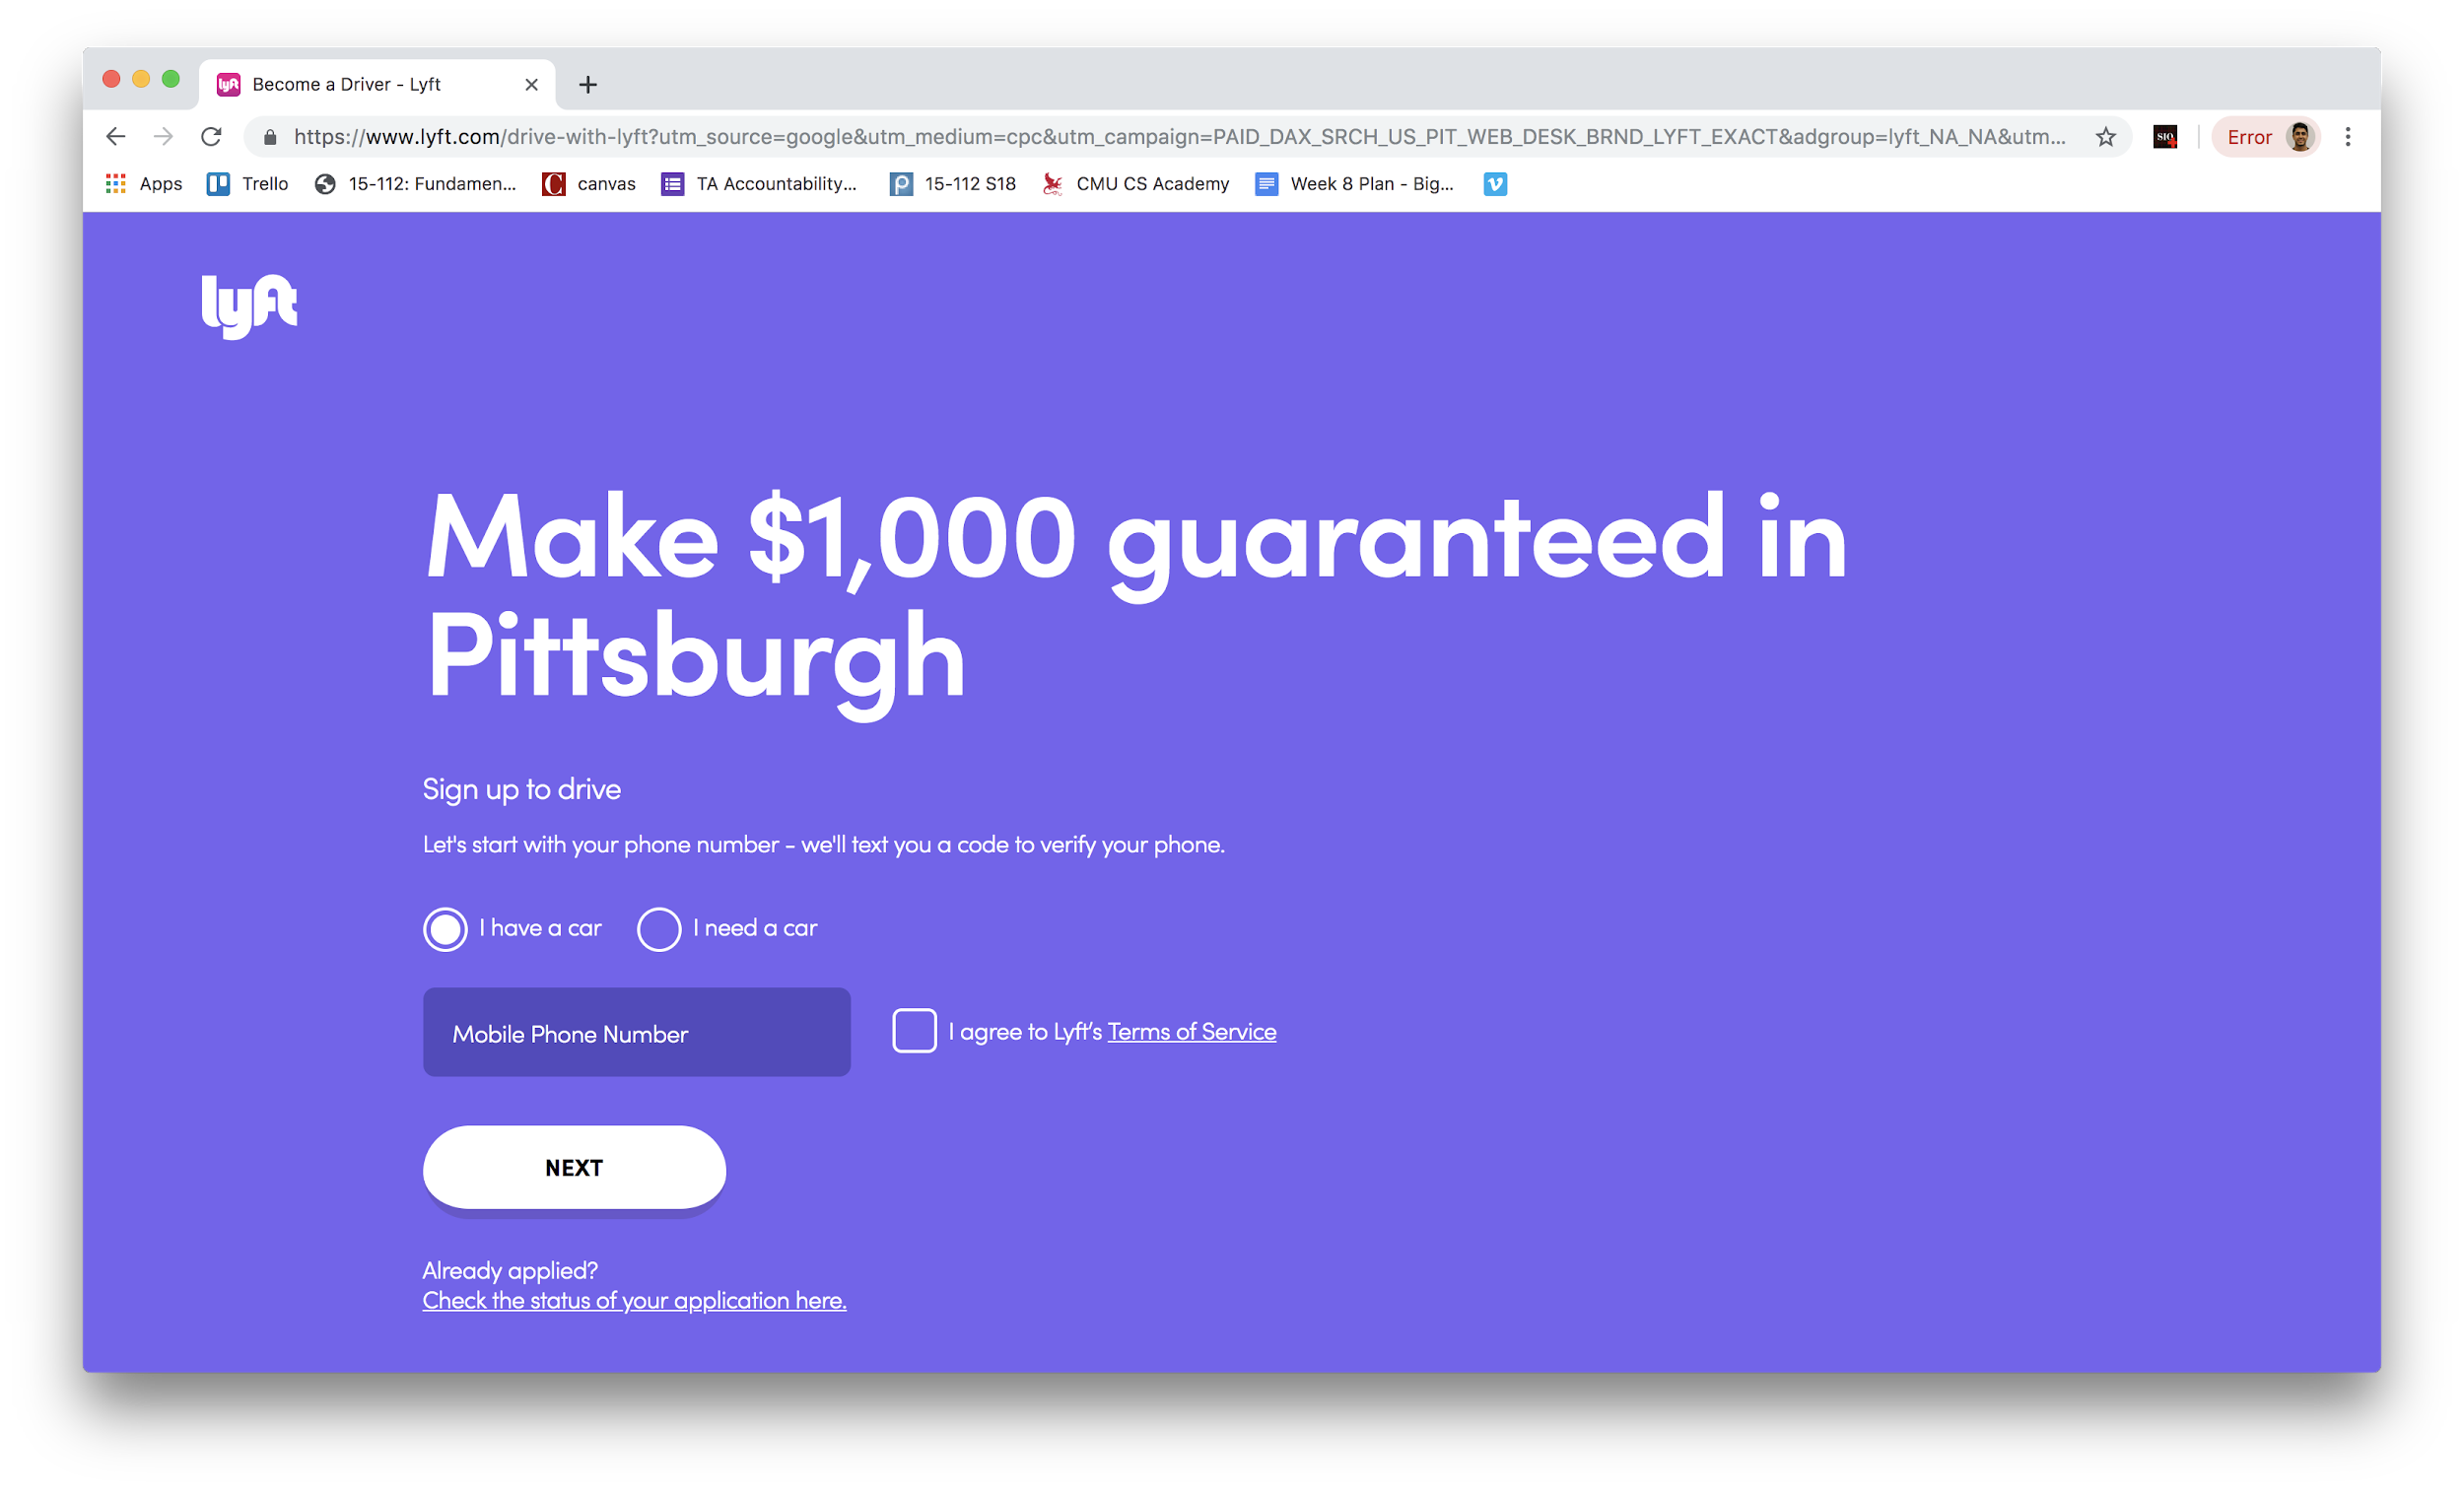 Become a Driver - Lyft
https://www.lyft.com/drive-with-lyft?utm_source=google&utm_medium=cpc&utm_campaign=PAID_DAX_SRCH_US_PIT_WEB_DESK_BRND_LYFT_EXACT&adgroup=lyft_NA_NA&utm... SIO Error
Apps Trello 15-112: Fundamen... canvas TA Accountability... 15-112 S18 CMU CS Academy Week 8 Plan - Big...
lyft
Make $1,000 guaranteed in
Pittsburgh
Sign up to drive
Let's start with your phone number - we'll text you a code to verify your phone.
I have a car I need a car
Mobile Phone Number I agree to Lyft's Terms of Service
NEXT
Already applied?
Check the status of your application here.